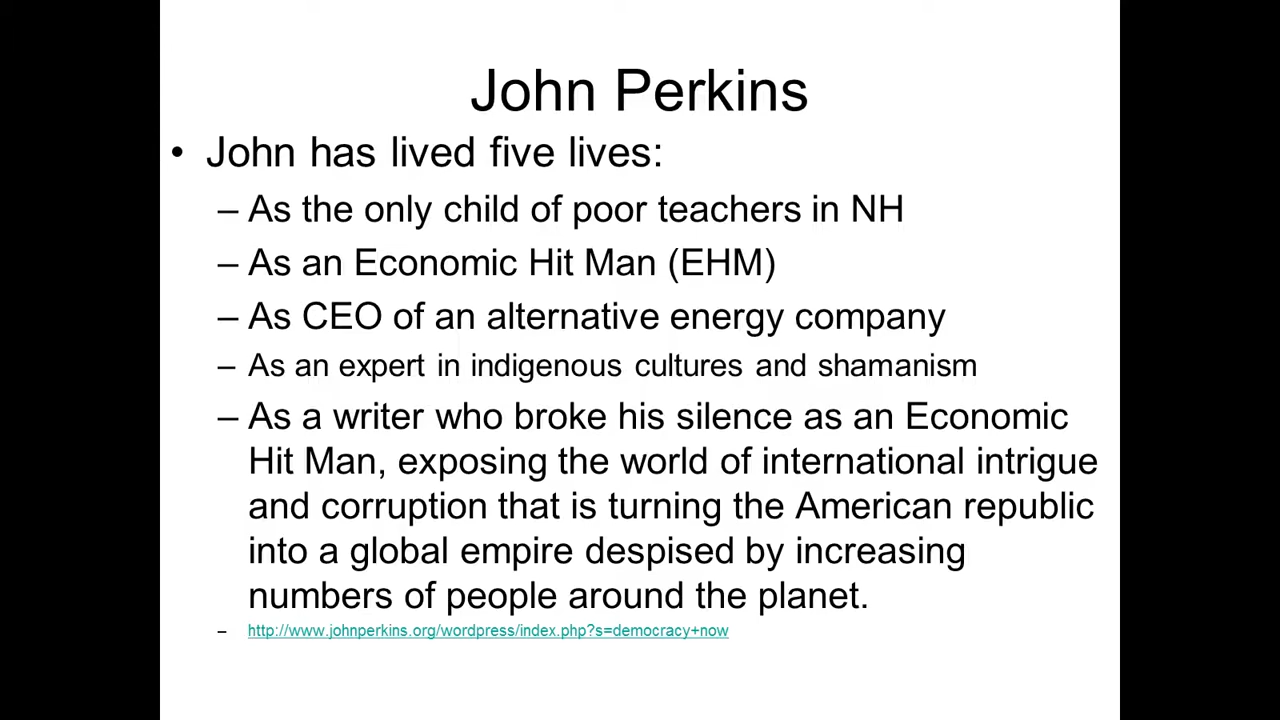 John Perkins
• John has lived five lives:
– As the only child of poor teachers in NH
– As an Economic Hit Man (EHM)
– As CEO of an alternative energy company
– As an expert in indigenous cultures and shamanism
– As a writer who broke his silence as an Economic
Hit Man, exposing the world of international intrigue
and corruption that is turning the American republic
into a global empire despised by increasing
numbers of people around the planet.
– http://www.johnperkins.org/wordpress/index.php?s=democracy+now